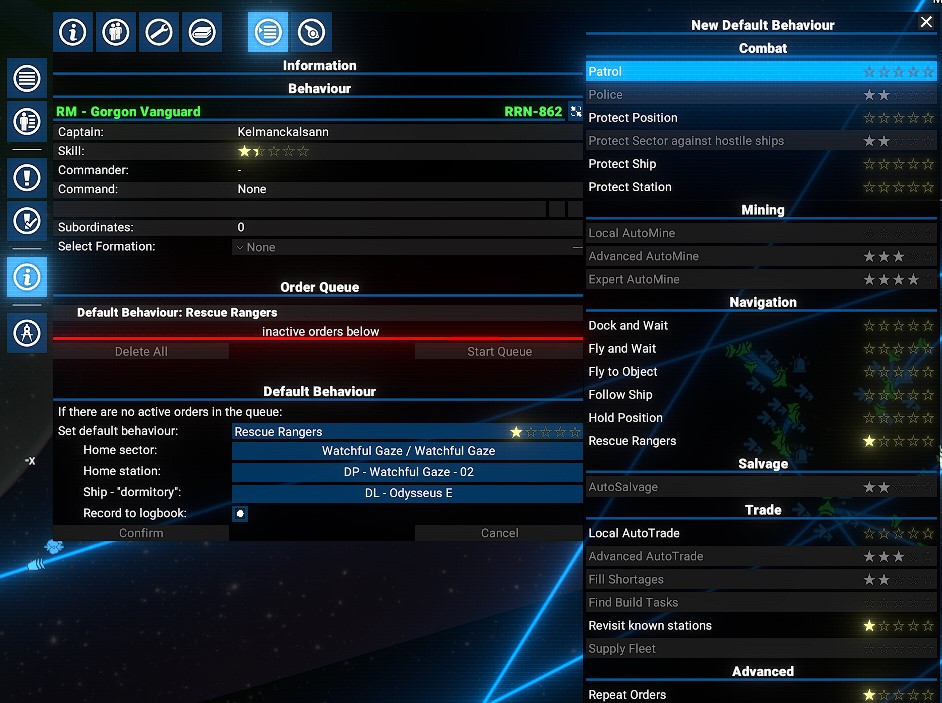 Information
Behaviour
RM - Gorgon Vanguard RRN-862
Captain: Kelmanckalsann
Skill:
Commander: -
Command: None
Subordinates: 0
Select Formation: None
Order Queue
Default Behaviour: Rescue Rangers
inactive orders below
Delete All Start Queue
Default Behaviour
If there are no active orders in the queue:
Set default behaviour: Rescue Rangers
Home sector: Watchful Gaze / Watchful Gaze
Home station: DP - Watchful Gaze - 02
Ship - "dormitory": DL - Odysseus E
Record to logbook:
Confirm Cancel
-x
New Default Behaviour
Combat
Patrol
Police
Protect Position
Protect Sector against hostile ships
Protect Ship
Protect Station
Mining
Local AutoMine
Advanced AutoMine
Expert AutoMine
Navigation
Dock and Wait
Fly and Wait
Fly to Object
Follow Ship
Hold Position
Rescue Rangers
Salvage
AutoSalvage
Trade
Local AutoTrade
Advanced AutoTrade
Fill Shortages
Find Build Tasks
Revisit known stations
Supply Fleet
Advanced
Repeat Orders